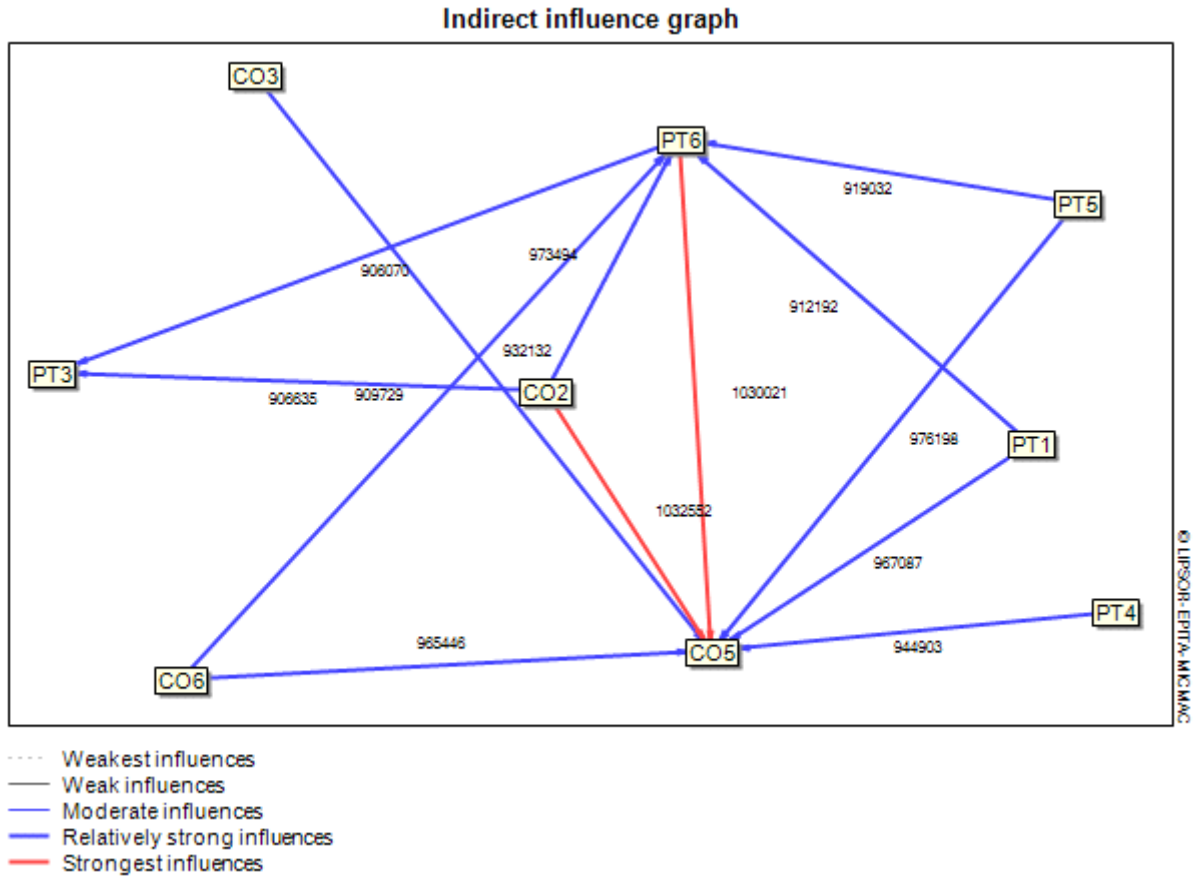 Indirect influence graph
CO3
PT6
919032
PT5
973494
906070
912192
932132
PT3
906635
909729
CO2
1030021
976198
PT1
1032552
967087
PT4
965446
CO5
944903
CO6
© LIPSOR-EPITA-MICMAC
Weakest influences
Weak influences
Moderate influences
Relatively strong influences
Strongest influences